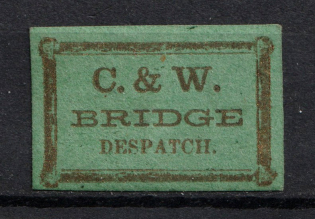 C. & W.
BRIDGE
DESPATCH.